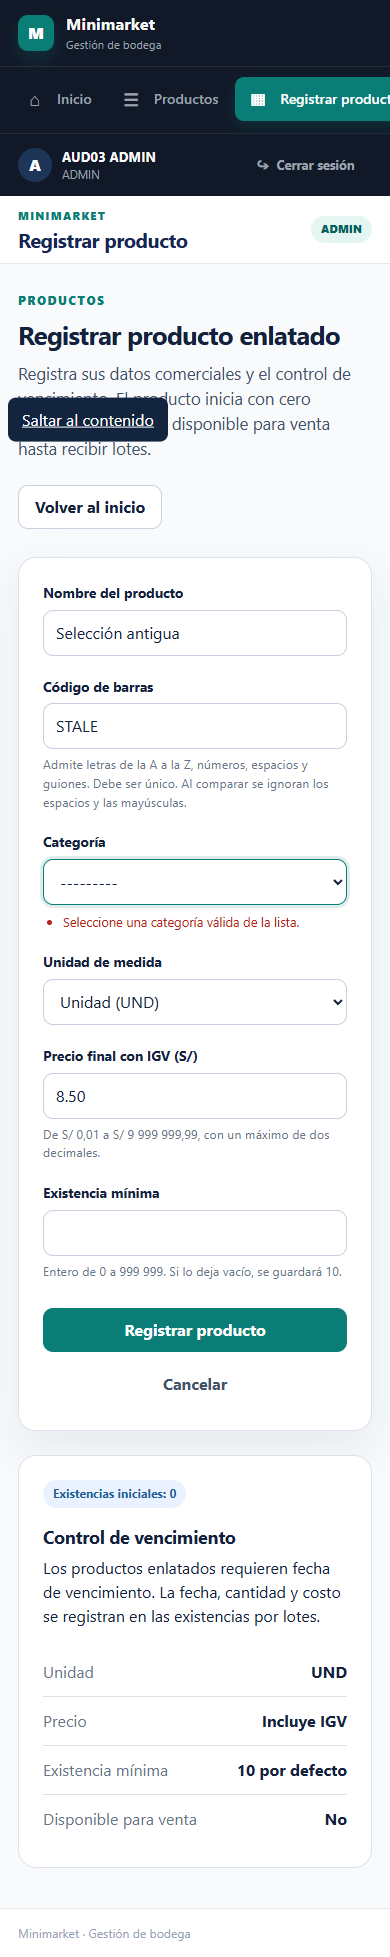 M
Minimarket
Gestión de bodega
Inicio
Productos
Registrar product
A
AUD03 ADMIN
ADMIN
Cerrar sesión
MINIMARKET
Registrar producto
ADMIN
PRODUCTOS
Registrar producto enlatado
Registra sus datos comerciales y el control de
El producto inicia con cero
Saltar al contenido
disponible para venta
hasta recibir lotes.
Volver al inicio
Nombre del producto
Selección antigua
Código de barras
STALE
Admite letras de la A a la Z, números, espacios y
guiones. Debe ser único. Al comparar se ignoran los
espacios y las mayúsculas.
Categoría
---------
Seleccione una categoría válida de la lista.
Unidad de medida
Unidad (UND)
Precio final con IGV (S/)
8.50
De S/ 0,01 a S/ 9 999 999,99, con un máximo de dos
decimales.
Existencia mínima
Entero de 0 a 999 999. Si lo deja vacío, se guardará 10.
Registrar producto
Cancelar
Existencias iniciales: 0
Control de vencimiento
Los productos enlatados requieren fecha
de vencimiento. La fecha, cantidad y costo
se registran en las existencias por lotes.
Unidad
UND
Precio
Incluye IGV
Existencia mínima
10 por defecto
Disponible para venta
No
Minimarket · Gestión de bodega